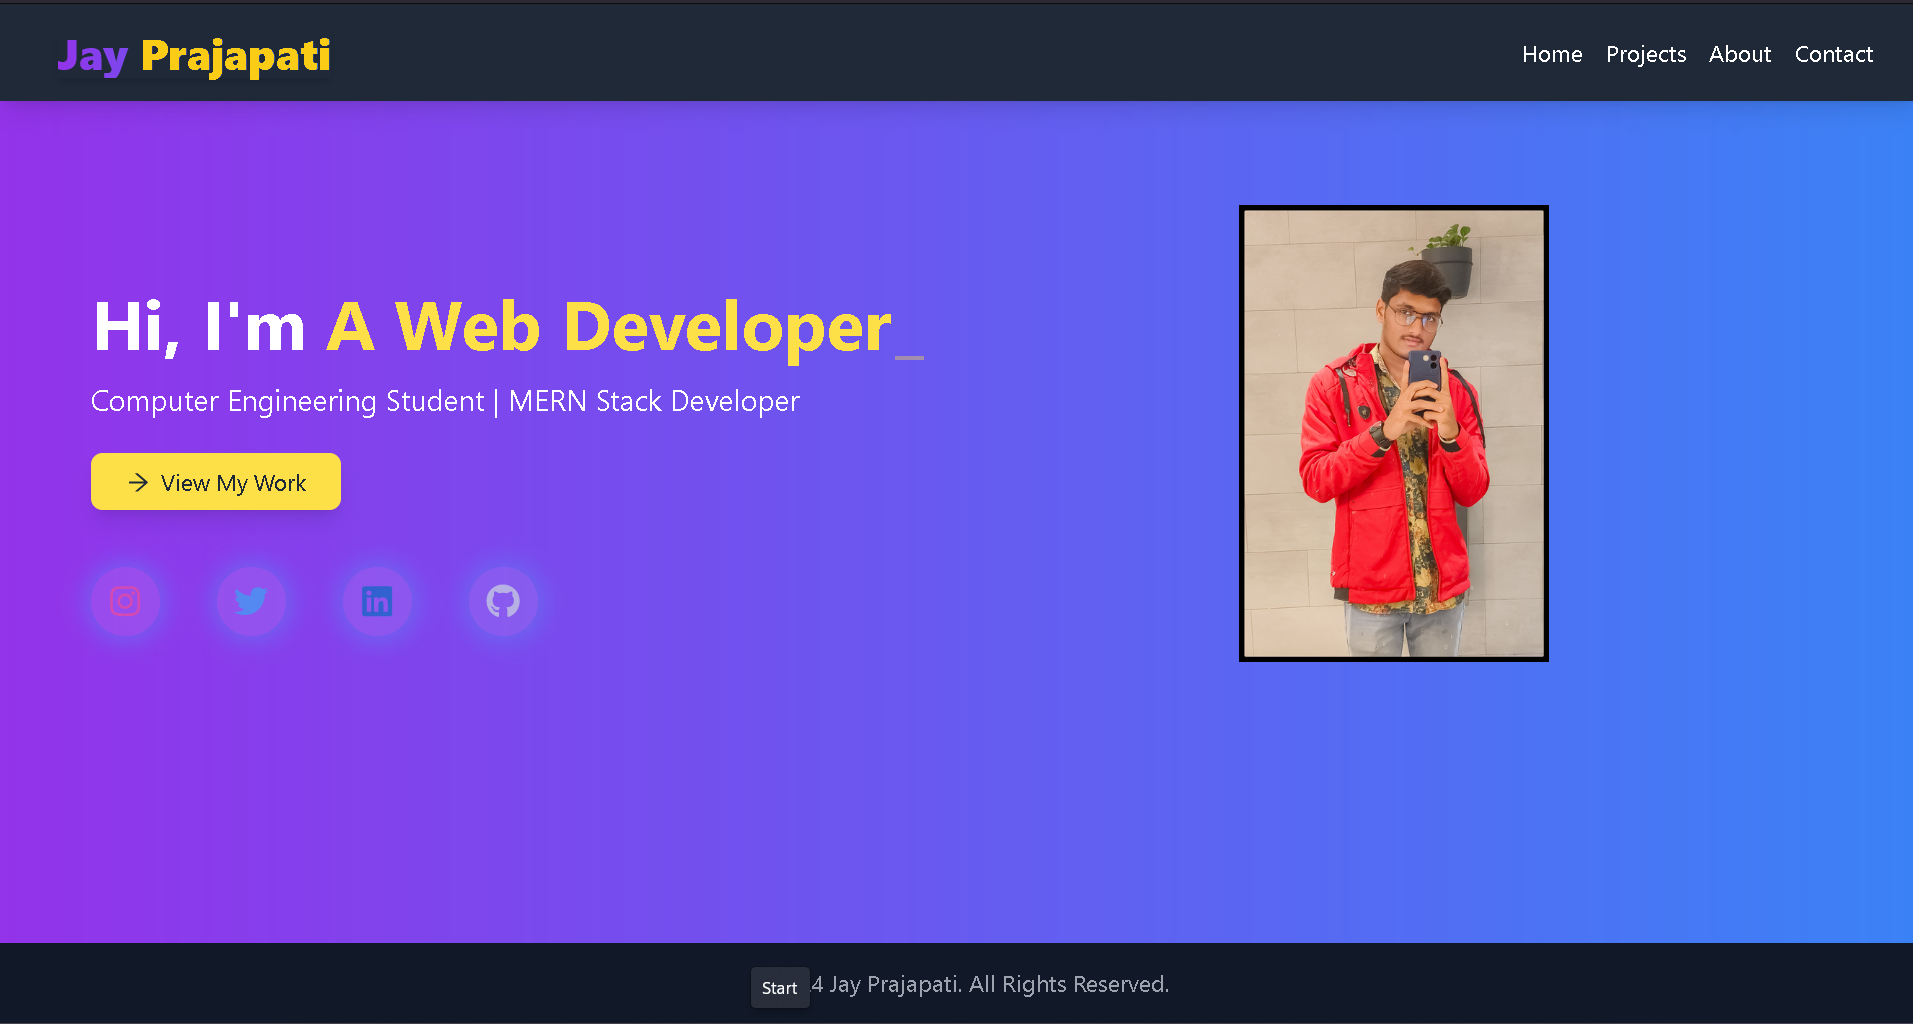 Jay Prajapati
Home Projects About Contact
Hi, I'm A Web Developer_
Computer Engineering Student | MERN Stack Developer
→ View My Work
4 Jay Prajapati. All Rights Reserved.
Start